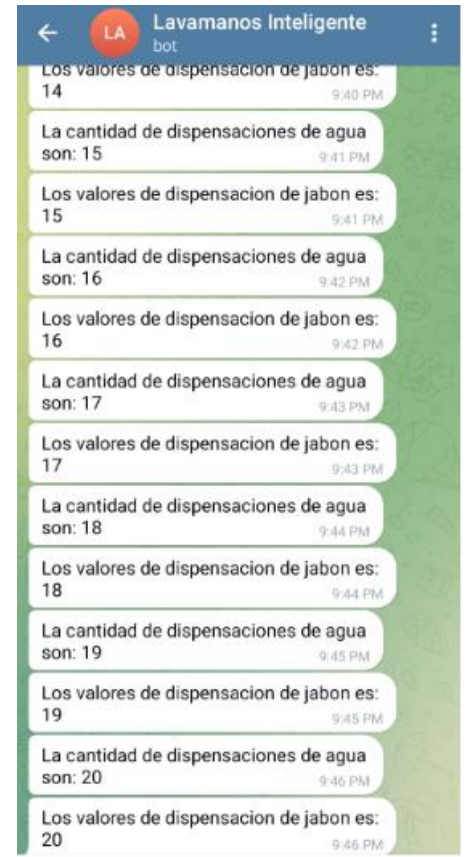 LA
Lavamanos Inteligente
bot
Los valores de dispensacion de jabon es:
14
9:40 PM
La cantidad de dispensaciones de agua
son: 15
9:41 PM
Los valores de dispensacion de jabon es:
15
9:41 PM
La cantidad de dispensaciones de agua
son: 16
9:42 PM
Los valores de dispensacion de jabon es:
16
9:42 PM
La cantidad de dispensaciones de agua
son: 17
9:43 PM
Los valores de dispensacion de jabon es:
17
9:43 PM
La cantidad de dispensaciones de agua
son: 18
9:44 PM
Los valores de dispensacion de jabon es:
18
9:44 PM
La cantidad de dispensaciones de agua
son: 19
9:45 PM
Los valores de dispensacion de jabon es:
19
9:45 PM
La cantidad de dispensaciones de agua
son: 20
9:46 PM
Los valores de dispensacion de jabon es:
20
9:46 PM